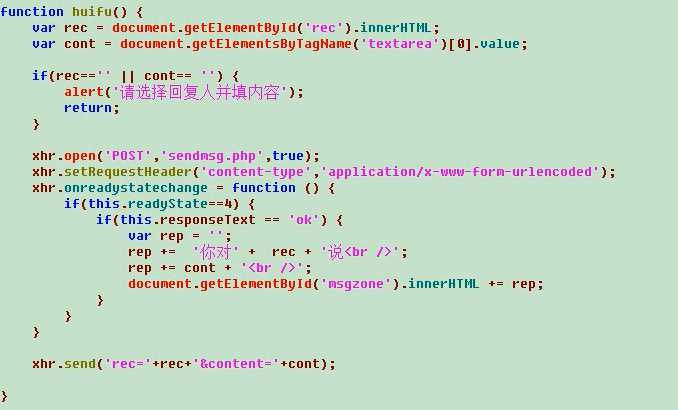 function huifu() {
    var rec = document.getElementById('rec').innerHTML;
    var cont = document.getElementsByTagName('textarea')[0].value;
    if(rec=='' || cont== '') {
        alert('请选择回复人并填内容');
        return;
    }
    xhr.open('POST','sendmsg.php',true);
    xhr.setRequestHeader('content-type','application/x-www-form-urlencoded');
    xhr.onreadystatechange = function () {
        if(this.readyState==4) {
            if(this.responseText == 'ok') {
                var rep = '';
                rep +=  '你对' +  rec + '说<br />';
                rep += cont + '<br />';
                document.getElementById('msgzone').innerHTML += rep;
            }
        }
    }
    xhr.send('rec='+rec+'&content='+cont);
}